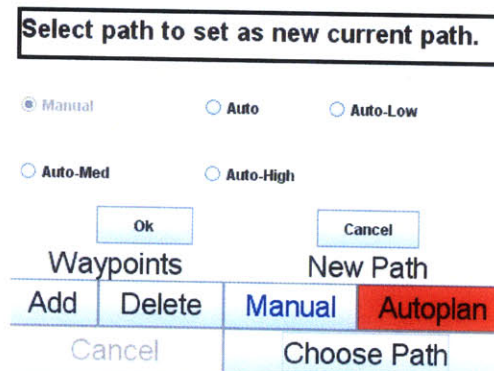 Select path to set as new current path.
Manual Auto Auto-Low
Auto-Med Auto-High
Ok Cancel
Waypoints New Path
Add Delete Manual Autoplan
Cancel Choose Path